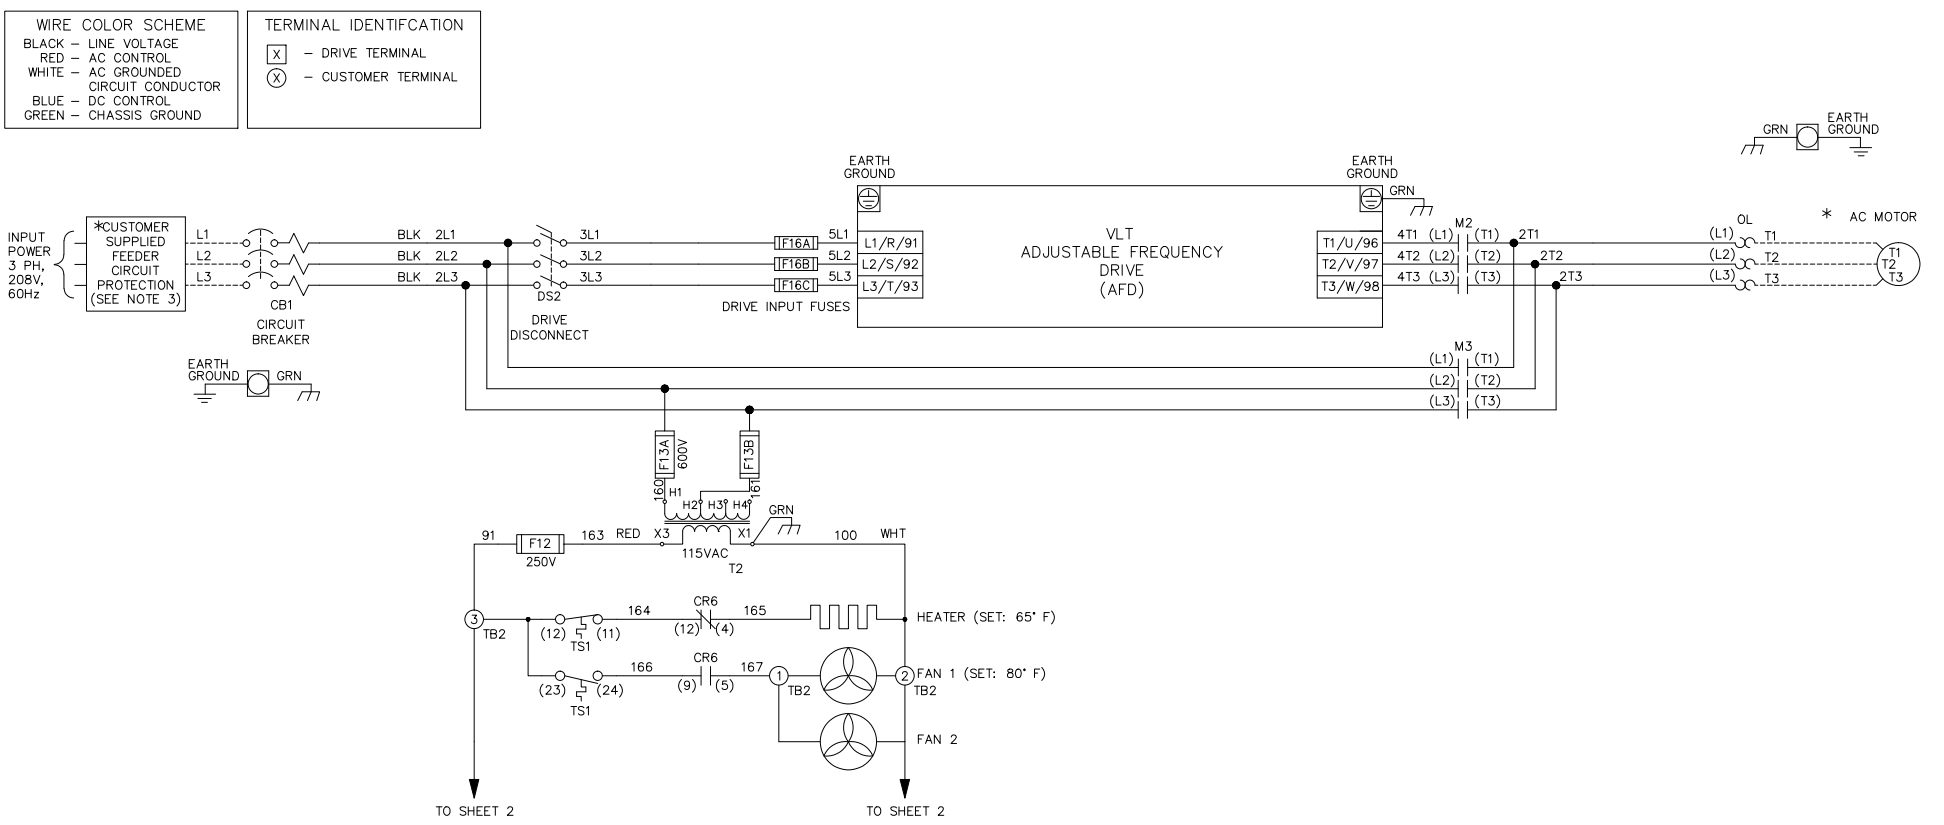 WIRE COLOR SCHEME
BLACK – LINE VOLTAGE
RED – AC CONTROL
WHITE – AC GROUNDED
CIRCUIT CONDUCTOR
BLUE – DC CONTROL
GREEN – CHASSIS GROUND
TERMINAL IDENTIFCATION
X – DRIVE TERMINAL
X – CUSTOMER TERMINAL
INPUT
POWER
3 PH,
208V,
60Hz
*CUSTOMER
SUPPLIED
FEEDER
CIRCUIT
PROTECTION
(SEE NOTE 3)
L1
L2
L3
CB1
CIRCUIT
BREAKER
BLK 2L1
BLK 2L2
BLK 2L3
DS2
DRIVE
DISCONNECT
3L1
3L2
3L3
F16A
F16B
F16C
DRIVE INPUT FUSES
5L1
5L2
5L3
EARTH
GROUND
L1/R/91
L2/S/92
L3/T/93
VLT
ADJUSTABLE FREQUENCY
DRIVE
(AFD)
EARTH
GROUND
GRN
T1/U/96
T2/V/97
T3/W/98
M2
4T1 (L1) (T1) 2T1
4T2 (L2) (T2) 2T2
4T3 (L3) (T3) 2T3
GRN
EARTH
GROUND
OL
(L1) T1
(L2) T2
(L3) T3
* AC MOTOR
T1
T2
T3
M3
(L1) (T1)
(L2) (T2)
(L3) (T3)
EARTH
GROUND
GRN
F13A
600V
F13B
160
161
H1
H2
H3
H4
GRN
91
F12
250V
163
RED
X3
X1
115VAC
T2
100
WHT
3
TB2
(12)
(11)
TS1
164
CR6
(12)
(4)
165
HEATER (SET: 65° F)
(23)
(24)
TS1
166
CR6
(9)
(5)
167
1
TB2
2
TB2
FAN 1 (SET: 80° F)
FAN 2
TO SHEET 2
TO SHEET 2